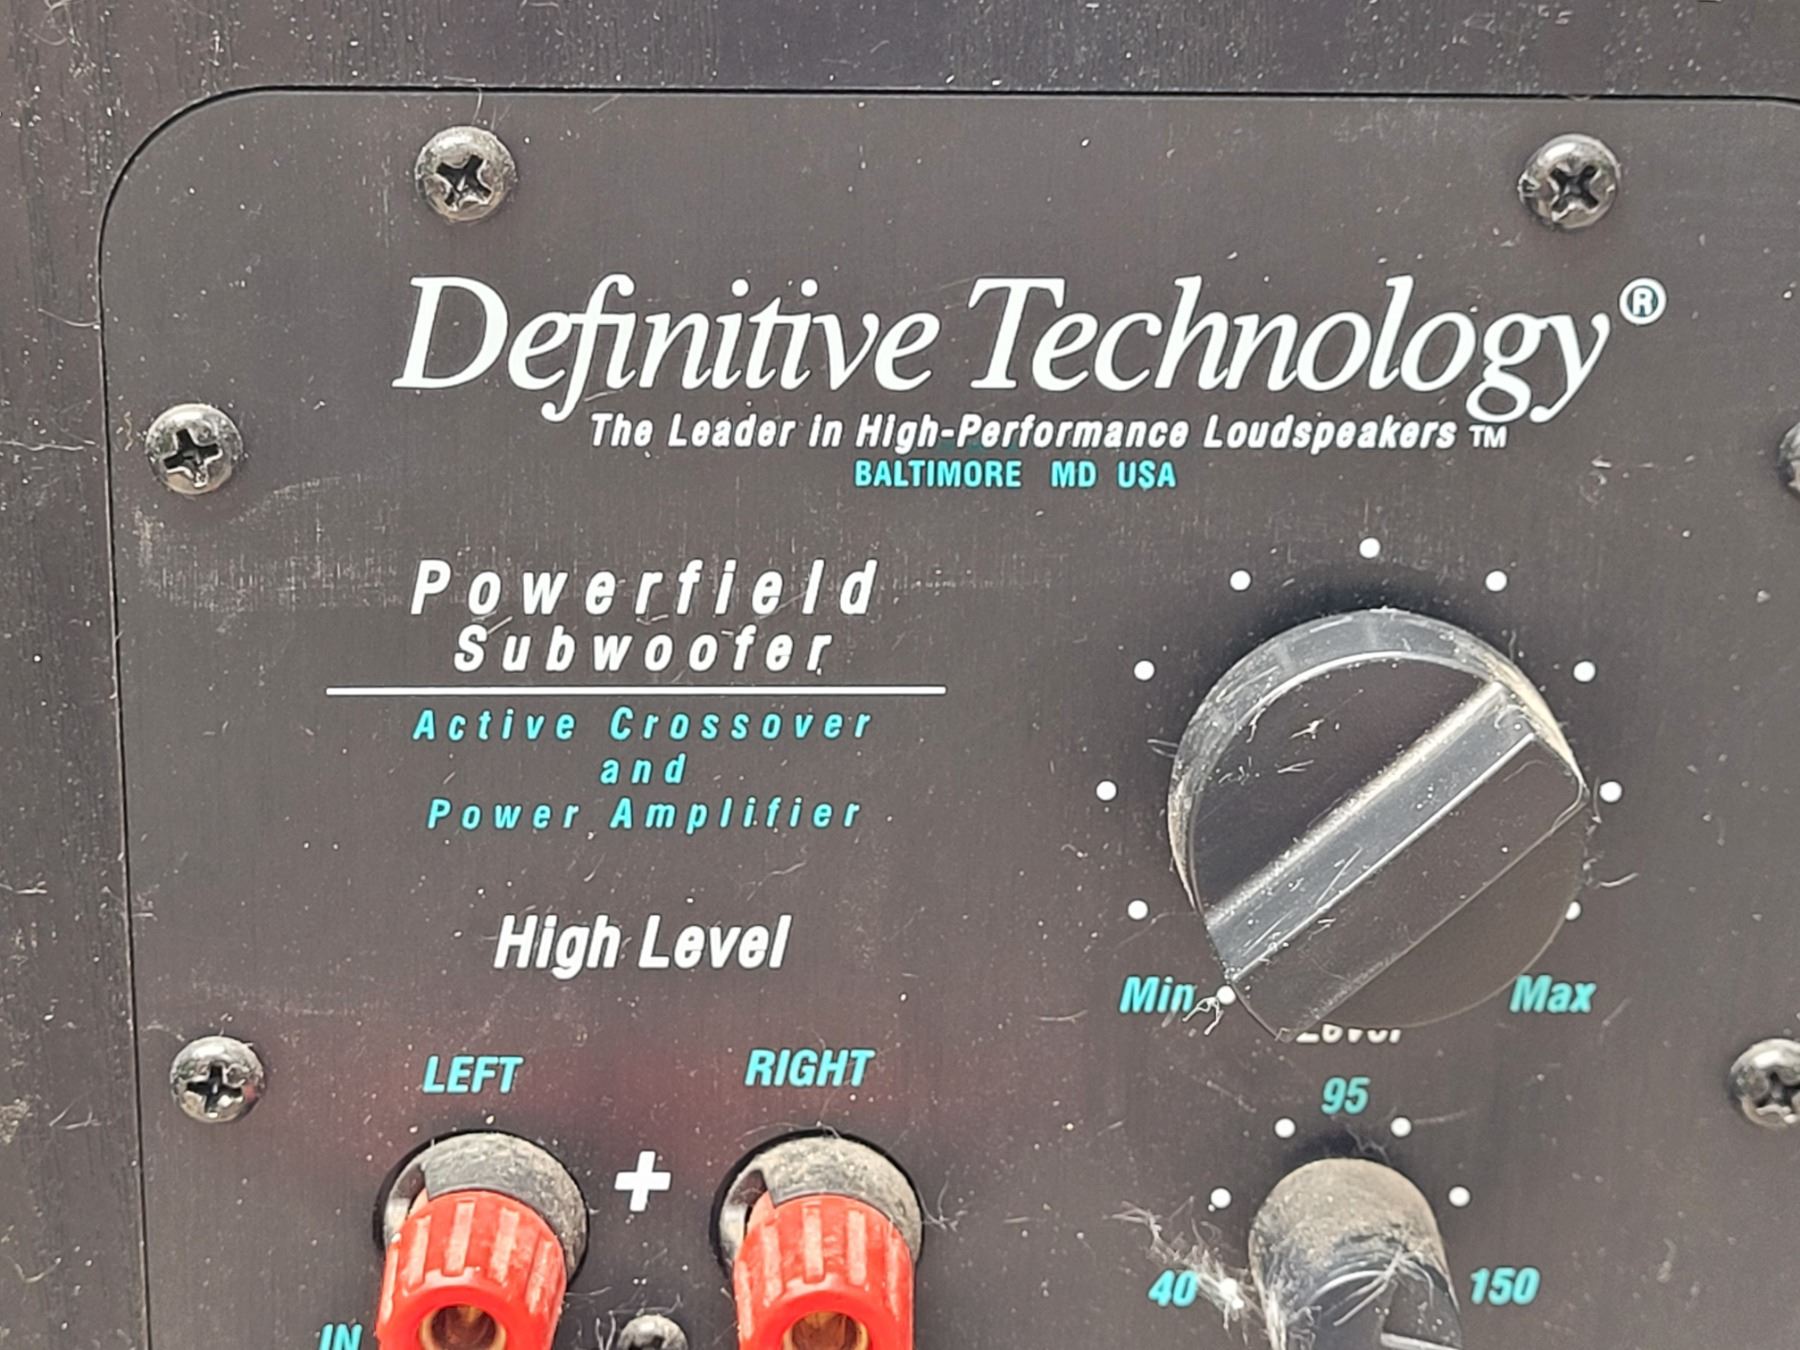 Definitive Technology®
The Leader in High-Performance Loudspeakers™
BALTIMORE MD USA
Powerfield
Subwoofer
Active Crossover
and
Power Amplifier
High Level
Min
Max
LEFT
RIGHT
95
+
40
150
IN